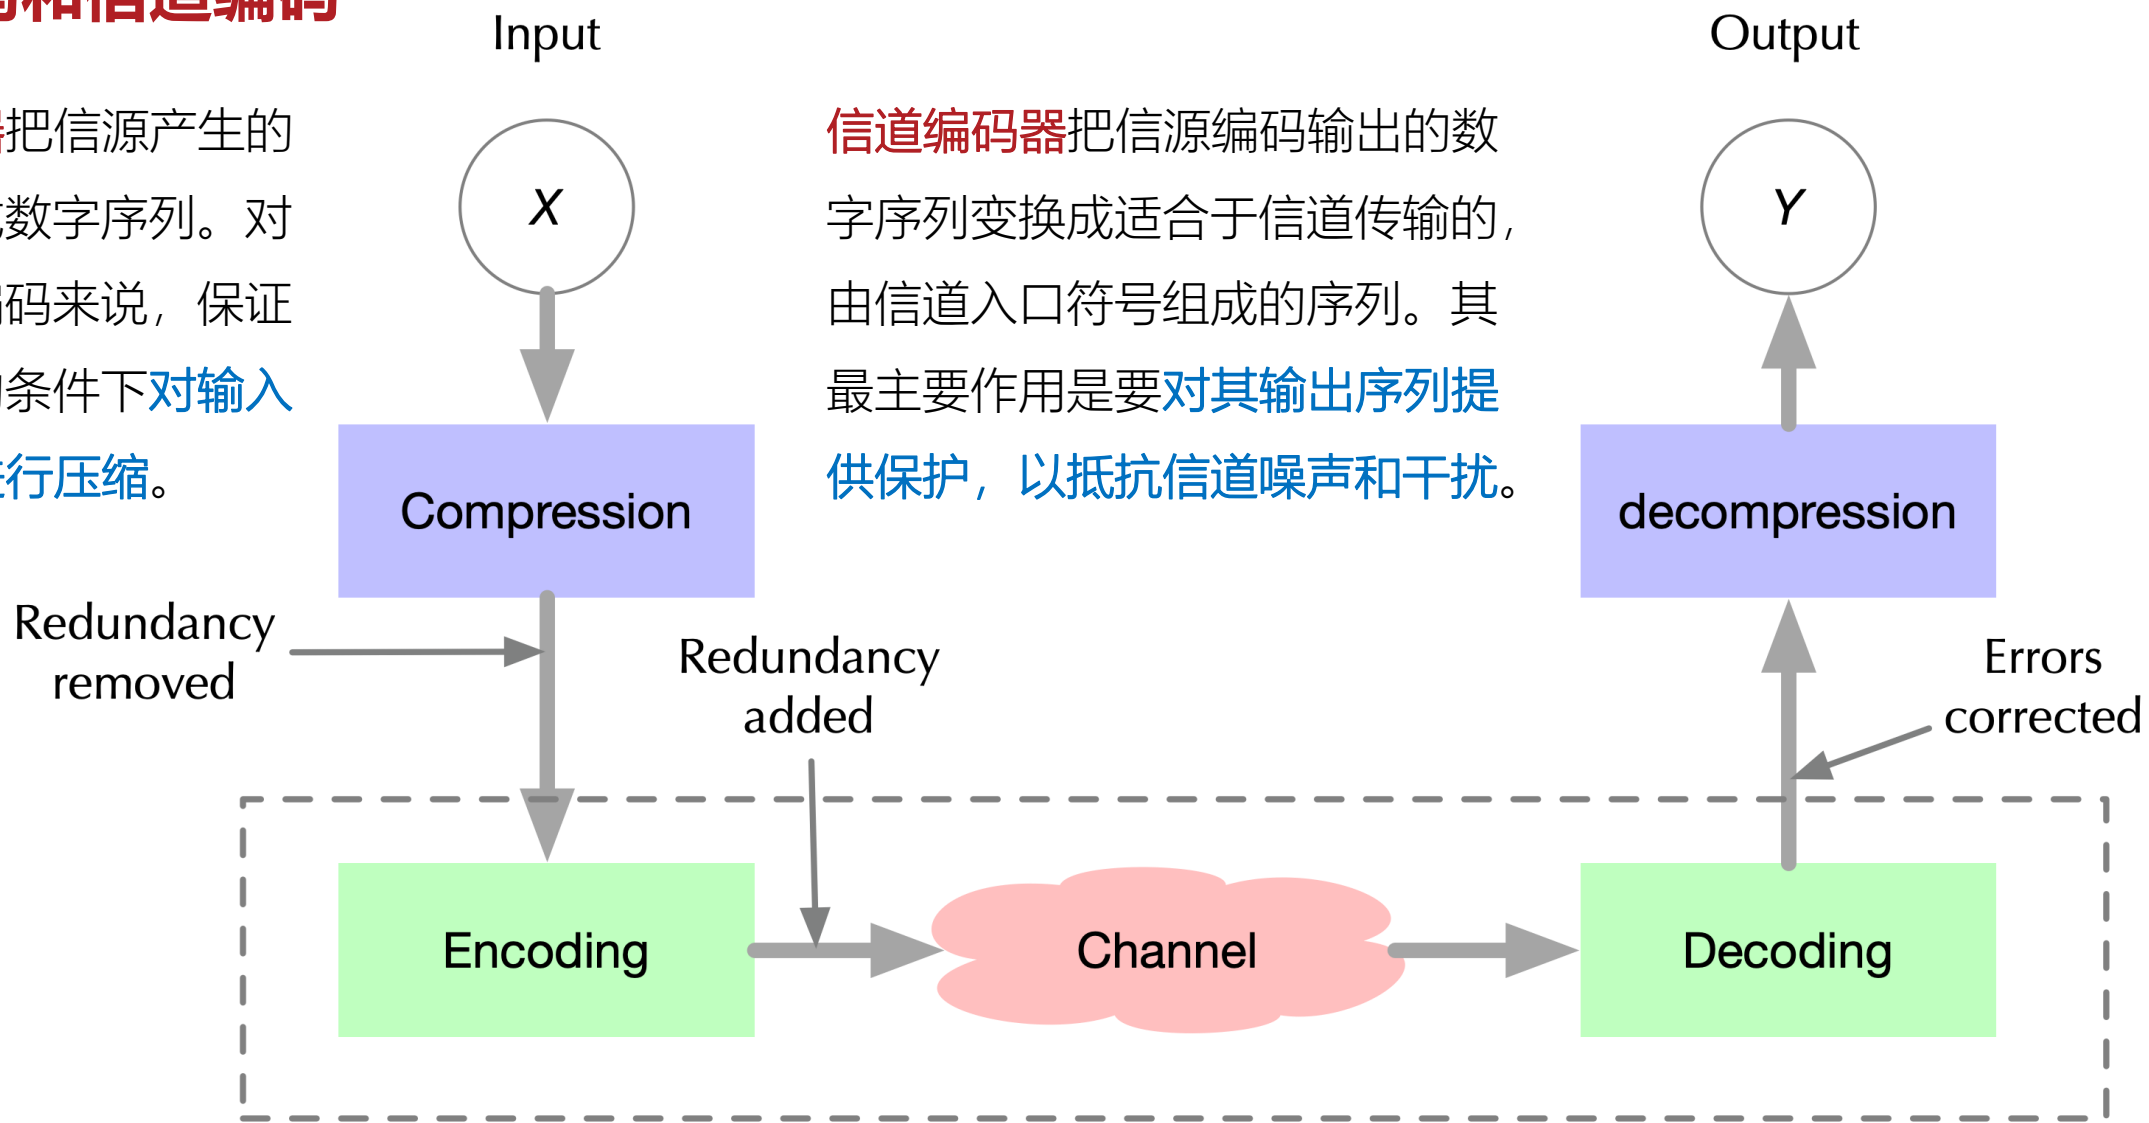 和信道编码
Input
Output
把信源产生的
数字序列。对
码来说，保证
条件下对输入
行压缩。
信道编码器把信源编码输出的数
字序列变换成适合于信道传输的，
由信道入口符号组成的序列。其
最主要作用是要对其输出序列提
供保护，以抵抗信道噪声和干扰。
X
Y
Compression
decompression
Redundancy
removed
Redundancy
added
Errors
corrected
Encoding
Channel
Decoding